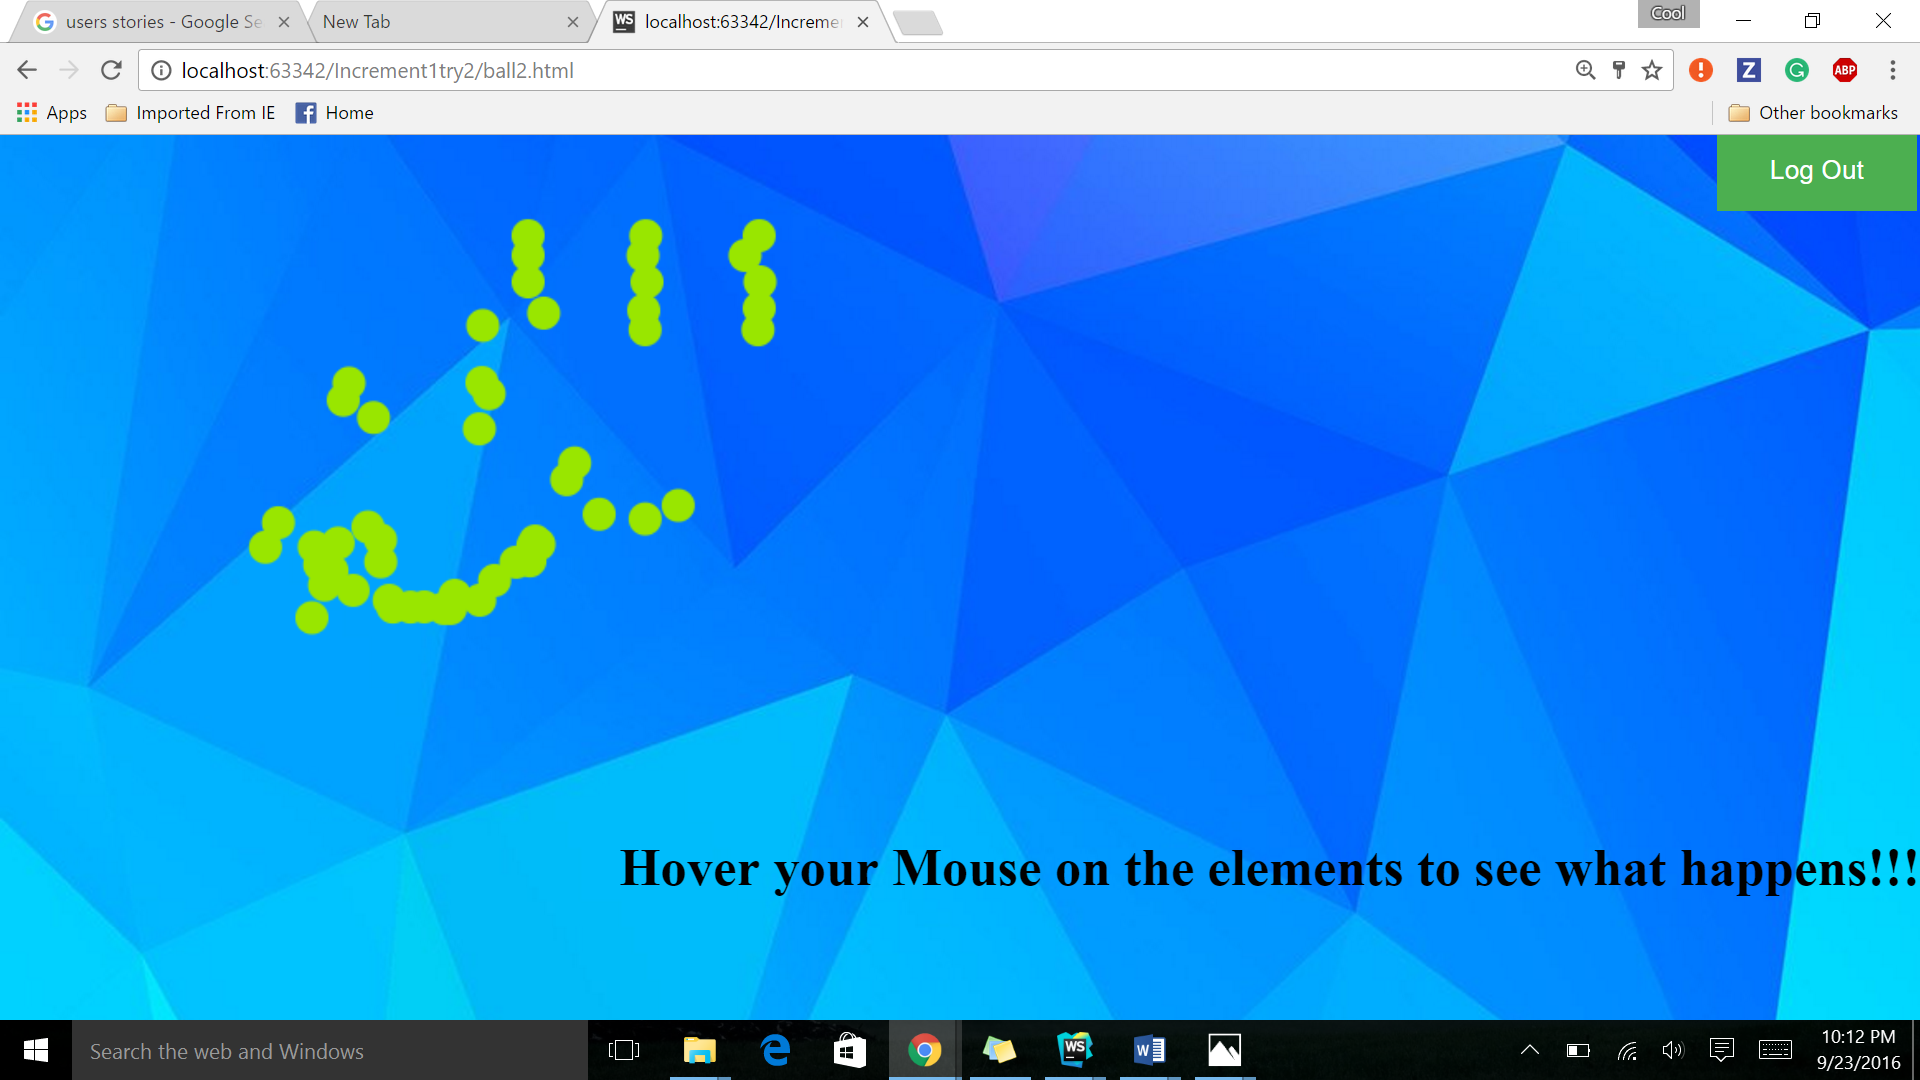 users stories - Google Se
New Tab
localhost:63342/Increme
Cool
localhost:63342/Increment1try2/ball2.html
ABP
Apps
Imported From IE
Home
Other bookmarks
Log Out
Hover your Mouse on the elements to see what happens!!!
Search the web and Windows
10:12 PM
9/23/2016